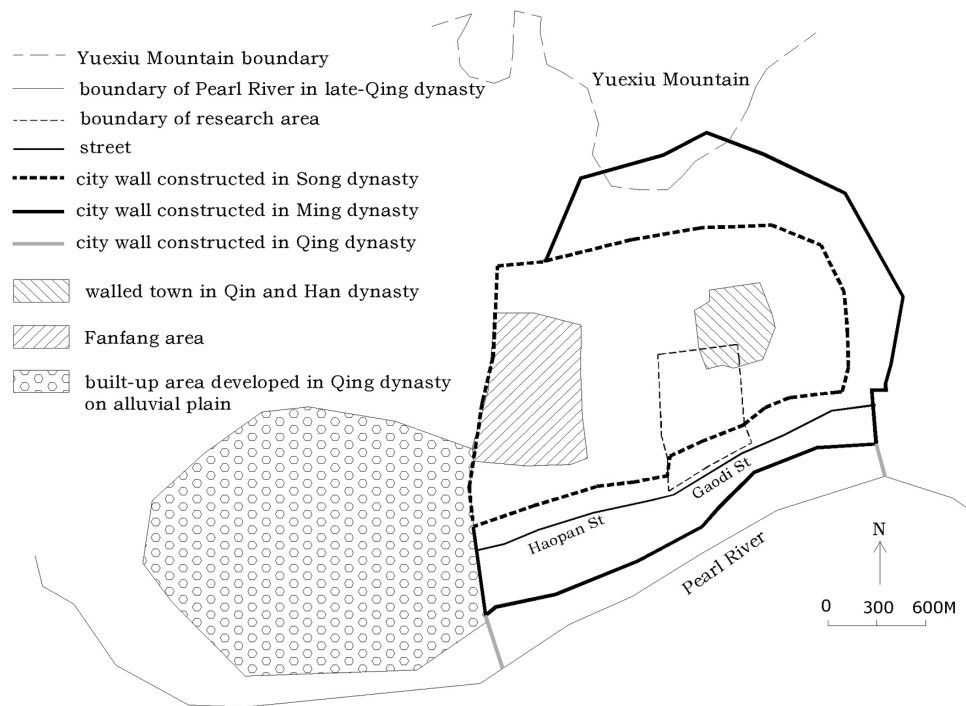 Yuexiu Mountain boundary
boundary of Pearl River in late-Qing dynasty
boundary of research area
street
city wall constructed in Song dynasty
city wall constructed in Ming dynasty
city wall constructed in Qing dynasty
walled town in Qin and Han dynasty
Fanfang area
built-up area developed in Qing dynasty
on alluvial plain
Yuexiu Mountain
Gaodi St
Haopan St
Pearl River
N
0 300 600M